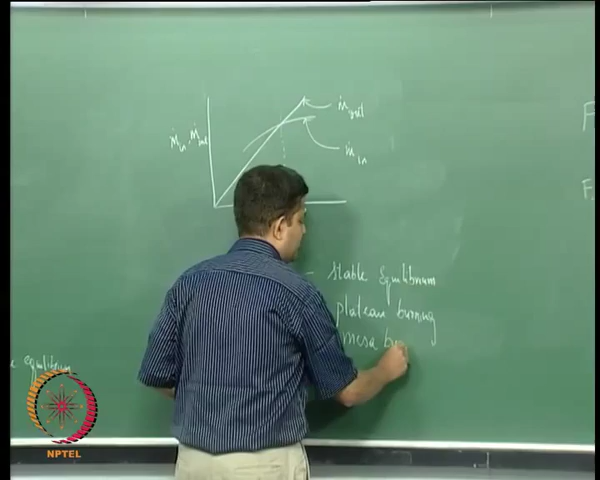 ṁout
ṁin, ṁout
ṁin
- stable equilibrium
plateau burning
mesa bu
equilibrium
F
F
NPTEL